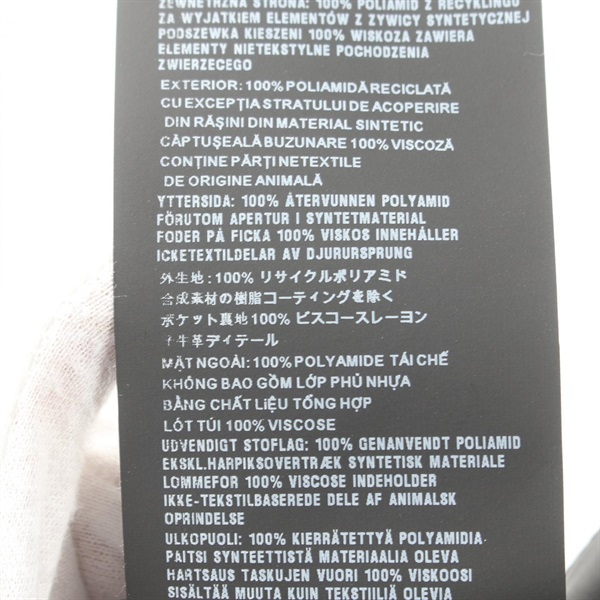 ZEWNĘTRZNA STRONA: 100% POLIAMID Z RECYKLINGU
ZA WYJĄTKIEM ELEMENTÓW Z ŻYWICY SYNTETYCZNEJ
PODSZEWKA KIESZENI 100% WISKOZA ZAWIERA
ELEMENTY NIETEKSTYLNE POCHODZENIA
ZWIERZĘCEGO
EXTERIOR: 100% POLIAMIDĂ RECICLATĂ
CU EXCEPȚIA STRATULUI DE ACOPERIRE
DIN RĂȘINI DIN MATERIAL SINTETIC
CĂPTUȘEALĂ BUZUNARE 100% VISCOZĂ
CONȚINE PĂRȚI NETEXTILE
DE ORIGINE ANIMALĂ
YTTERSIDA: 100% ÅTERVUNNEN POLYAMID
FÖRUTOM APERTUR I SYNTETMATERIAL
FODER PÅ FICKA 100% VISKOS INNEHÅLLER
ICKETEXTILDELAR AV DJURURSPRUNG
外生地:100% リサイクルポリアミド
合成素材の樹脂コーティングを除く
ポケット裏地100% ビスコースレーヨン
牛革ディテール
MẶT NGOÀI: 100% POLYAMIDE TÁI CHẾ
KHÔNG BAO GỒM LỚP PHỦ NHỰA
BẰNG CHẤT LIỆU TỔNG HỢP
LÓT TÚI 100% VISCOSE
UDVENDIGT STOFLAG: 100% GENANVENDT POLIAMID
EKSKL.HARPIKSOVERTRÆK SYNTETISK MATERIALE
LOMMEFOR 100% VISCOSE INDEHOLDER
IKKE-TEKSTILBASEREDE DELE AF ANIMALSK
OPRINDELSE
ULKOPUOLI: 100% KIERRÄTETTYÄ POLYAMIDIA-
PAITSI SYNTEETTISTÄ MATERIAALIA OLEVA
HARTSAUS TASKUJEN VUORI 100% VISKOOSI
SISÄLTÄÄ MUUTA KUIN TEKSTIILIÄ OLEVIA